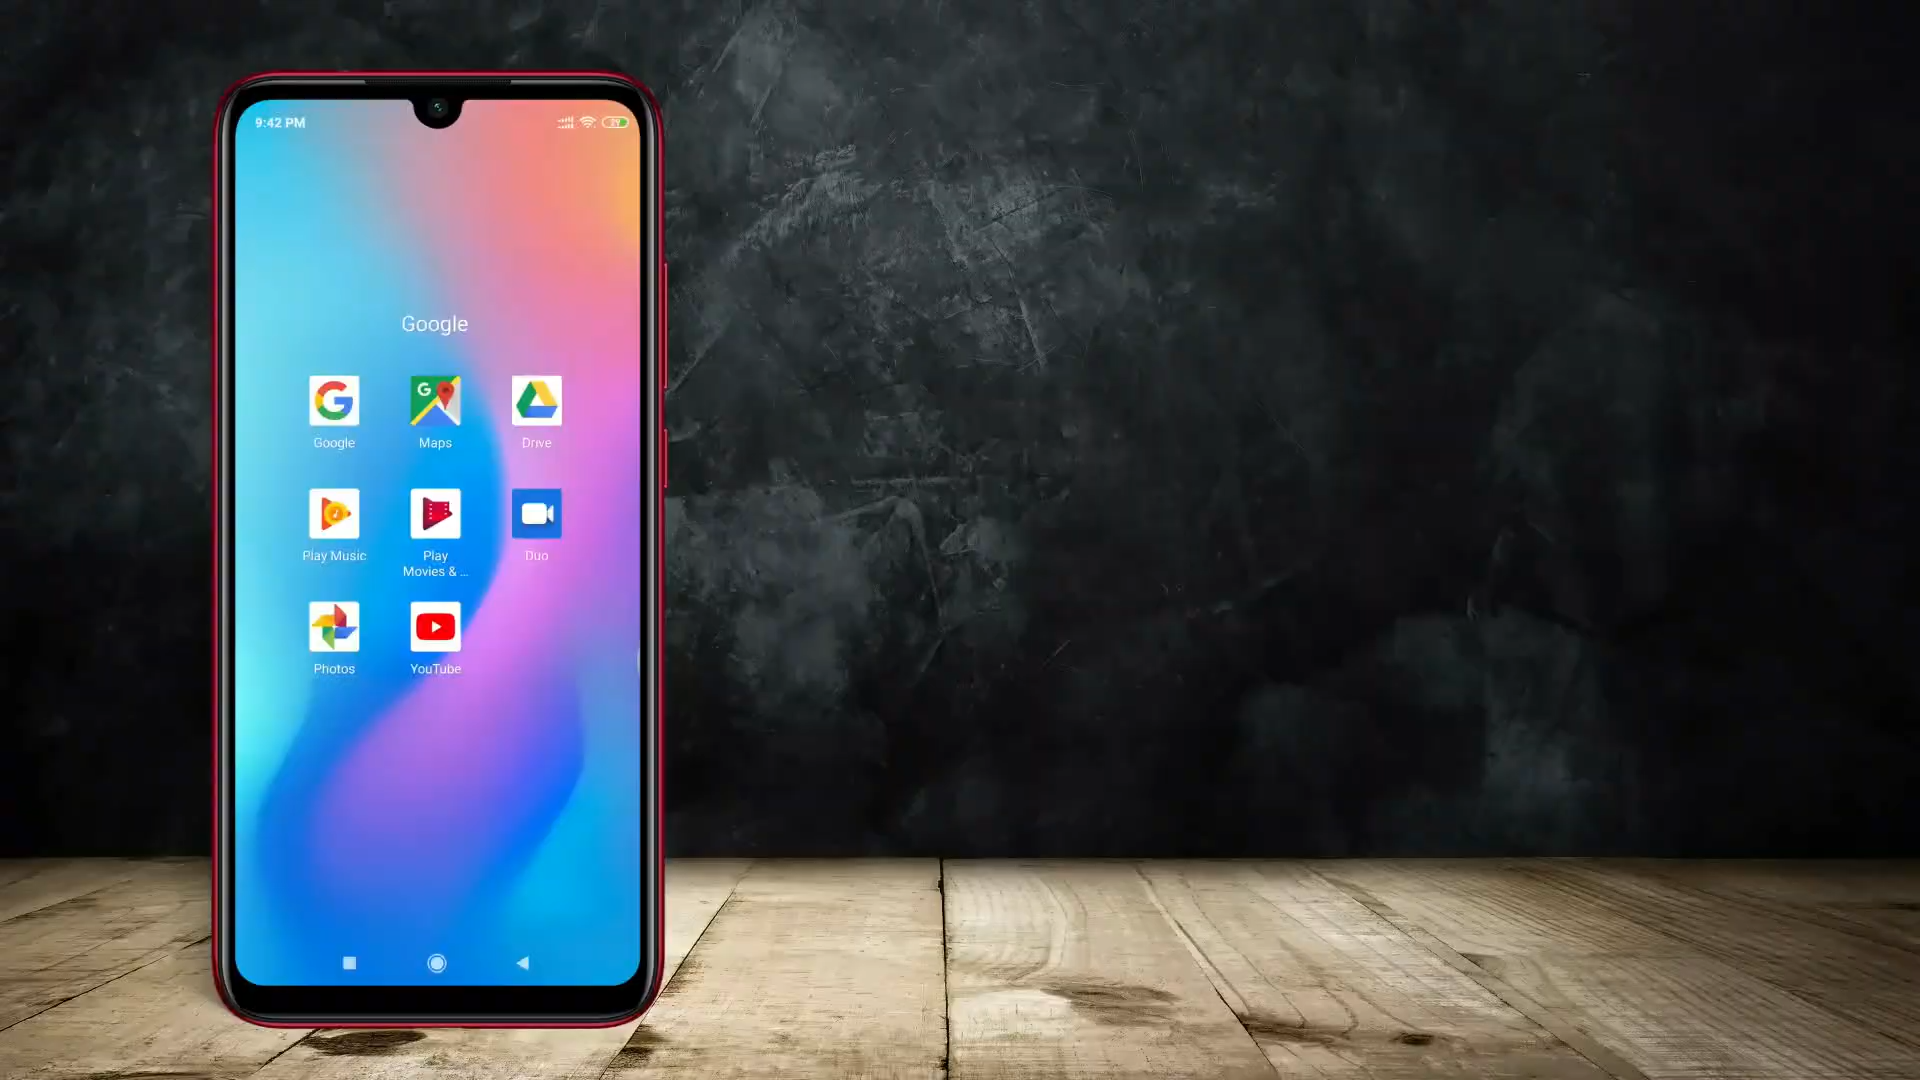 9:42 PM
Google
Google
Maps
Drive
Play Music
Play
Movies & ...
Duo
Photos
YouTube